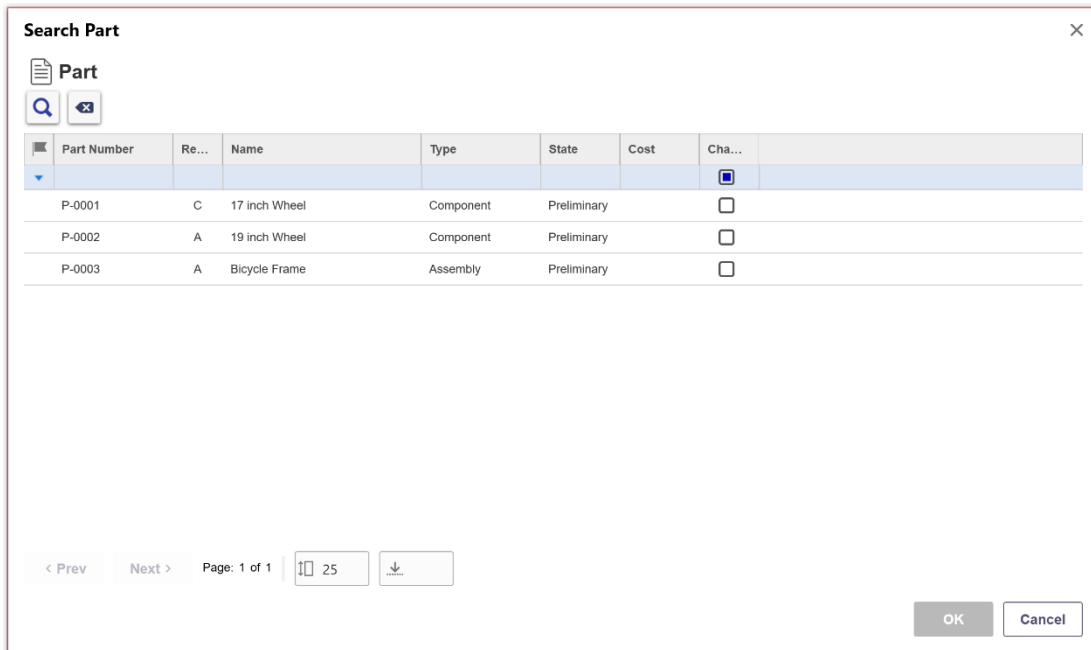 Search Part
Part
Part Number Re... Name Type State Cost Cha...
P-0001 C 17 inch Wheel Component Preliminary
P-0002 A 19 inch Wheel Component Preliminary
P-0003 A Bicycle Frame Assembly Preliminary
< Prev Next > Page: 1 of 1 25
OK Cancel